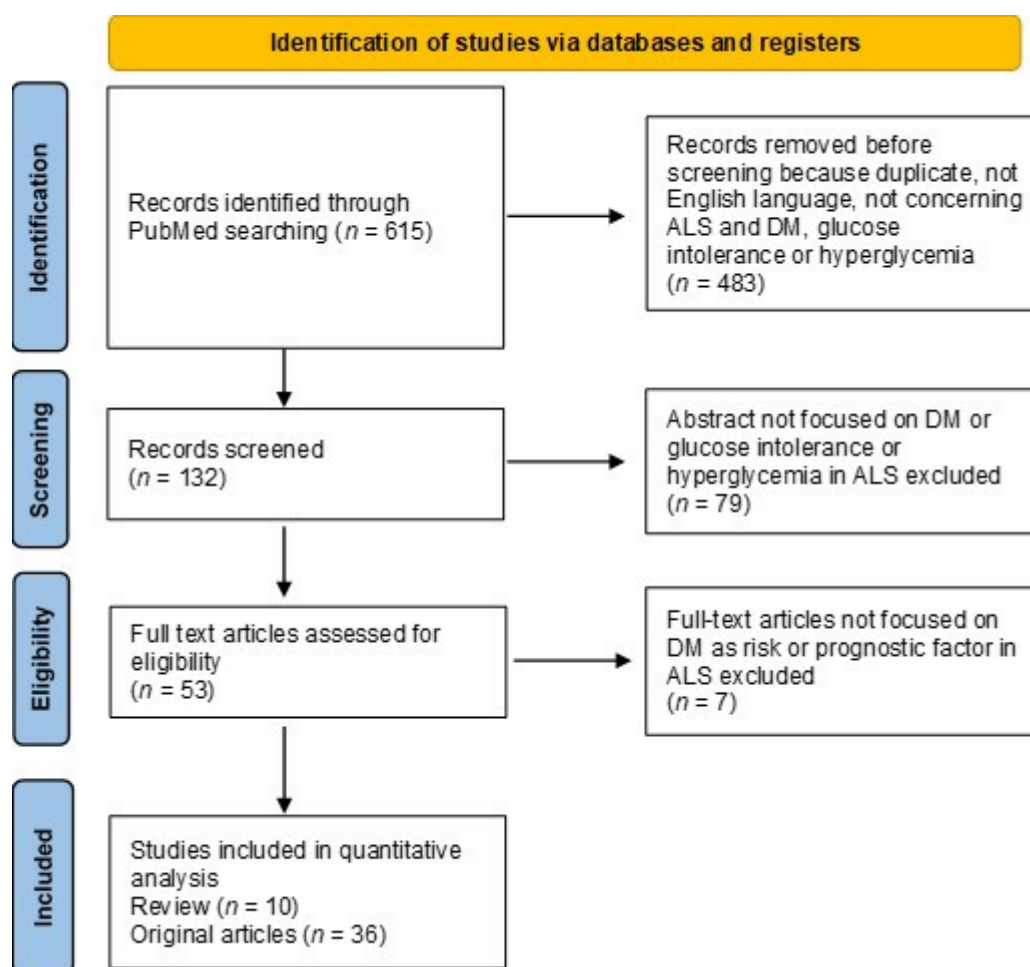 Identification of studies via databases and registers
Identification
Records identified through
PubMed searching (n = 615)
Records removed before
screening because duplicate, not
English language, not concerning
ALS and DM, glucose
intolerance or hyperglycemia
(n = 483)
Screening
Records screened
(n = 132)
Abstract not focused on DM or
glucose intolerance or
hyperglycemia in ALS excluded
(n = 79)
Eligibility
Full text articles assessed for
eligibility
(n = 53)
Full-text articles not focused on
DM as risk or prognostic factor in
ALS excluded
(n = 7)
Included
Studies included in quantitative
analysis
Review (n = 10)
Original articles (n = 36)